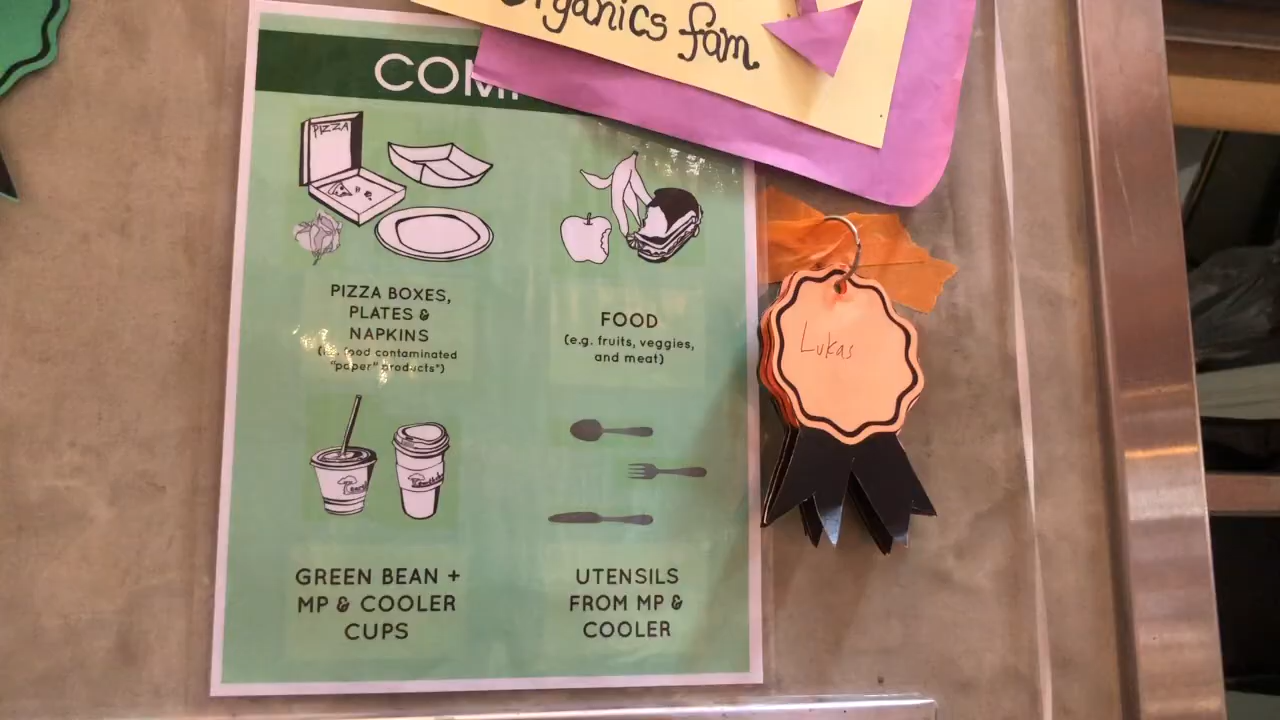 Organics fam
COM
PIZZA
PIZZA BOXES,
PLATES &
NAPKINS
food contaminated
"paper" products*)
FOOD
(e.g. fruits, veggies,
and meat)
Lukas
GREEN BEAN +
MP & COOLER
CUPS
UTENSILS
FROM MP &
COOLER